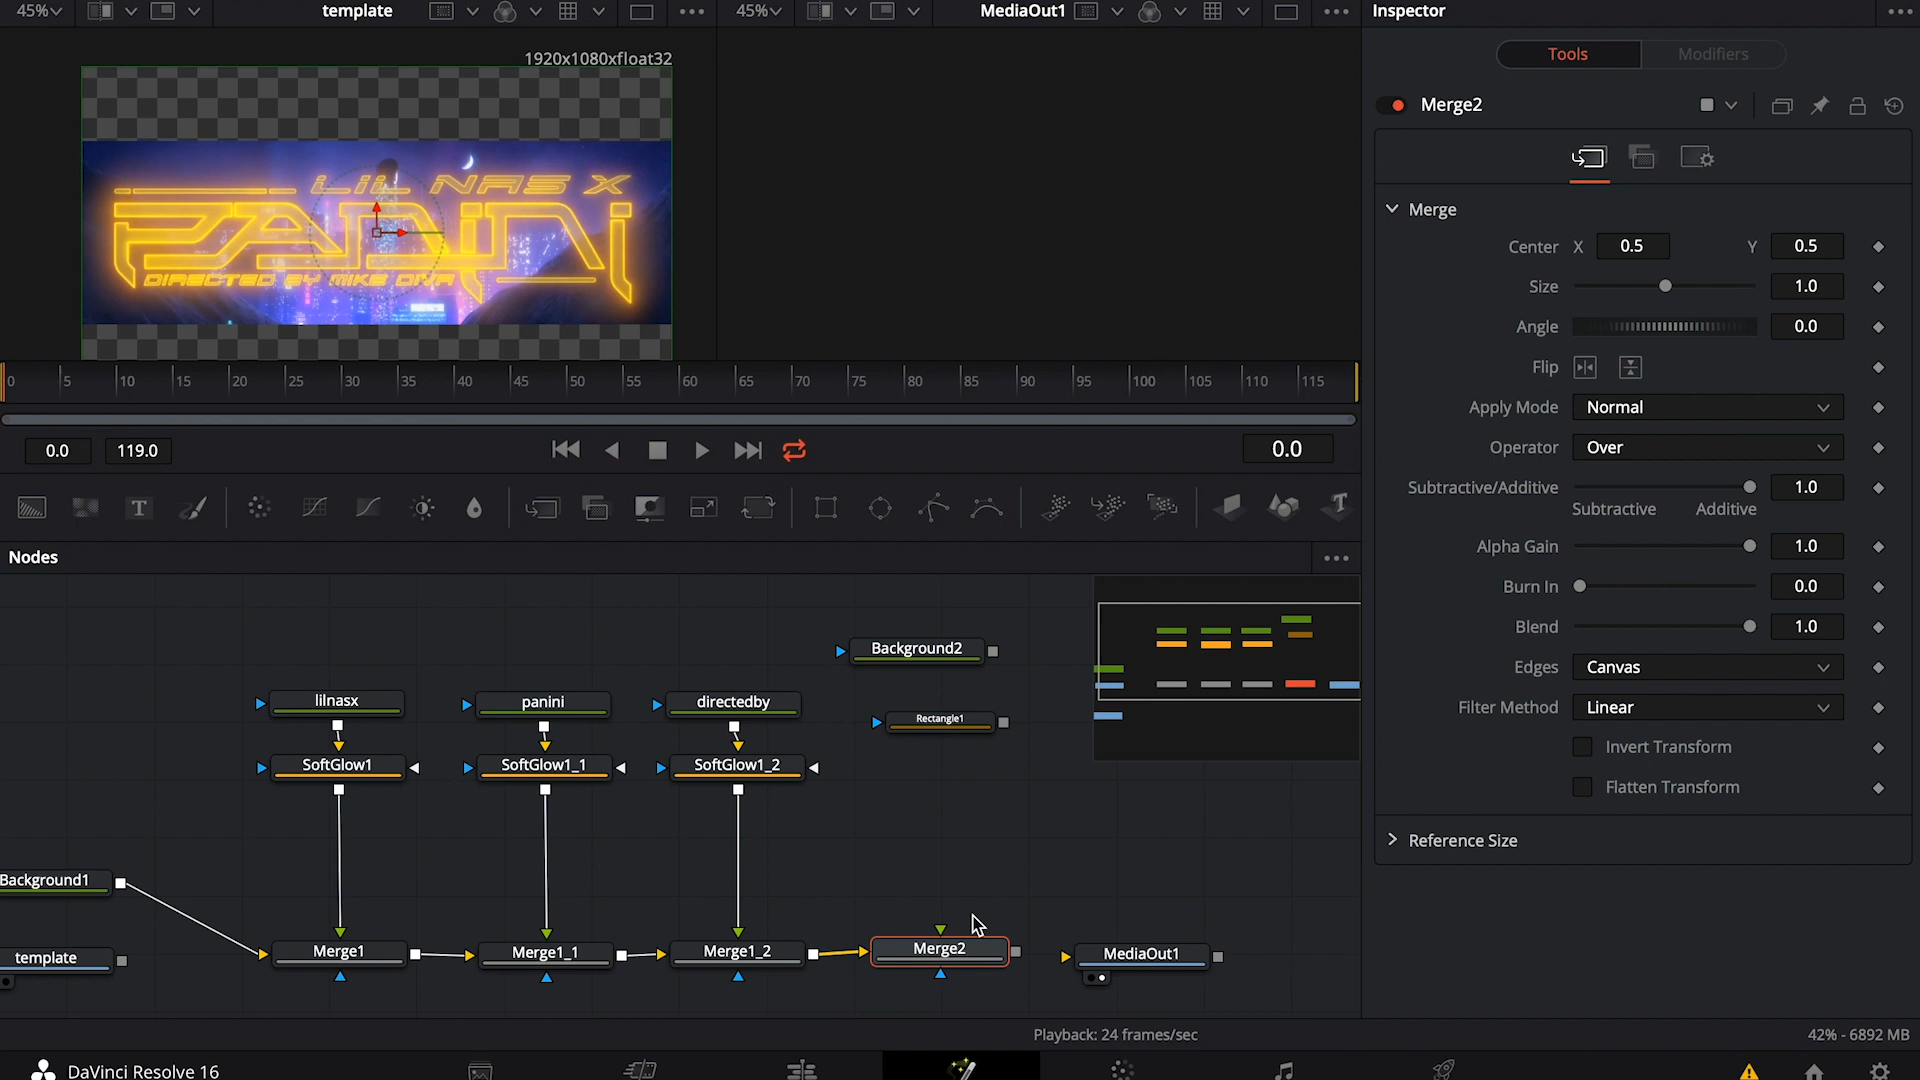 45%
template
45%
MediaOut1
Inspector
1920x1080xfloat32
Tools
Modifiers
LIL NAS X
PANINI
DIRECTED BY MIKE DIVA
Merge2
Merge
Center X 0.5 Y 0.5
Size 1.0
Angle 0.0
Flip
Apply Mode Normal
Operator Over
Subtractive/Additive 1.0
Subtractive Additive
Alpha Gain 1.0
Burn In 0.0
Blend 1.0
Edges Canvas
Filter Method Linear
Invert Transform
Flatten Transform
Reference Size
0 5 10 15 20 25 30 35 40 45 50 55 60 65 70 75 80 85 90 95 100 105 110 115
0.0 119.0 0.0
T
T
Nodes
Background2
lilnasx panini directedby
Rectangle1
SoftGlow1 SoftGlow1_1 SoftGlow1_2
Background1
template
Merge1 Merge1_1 Merge1_2 Merge2 MediaOut1
Playback: 24 frames/sec
42% - 6892 MB
DaVinci Resolve 16